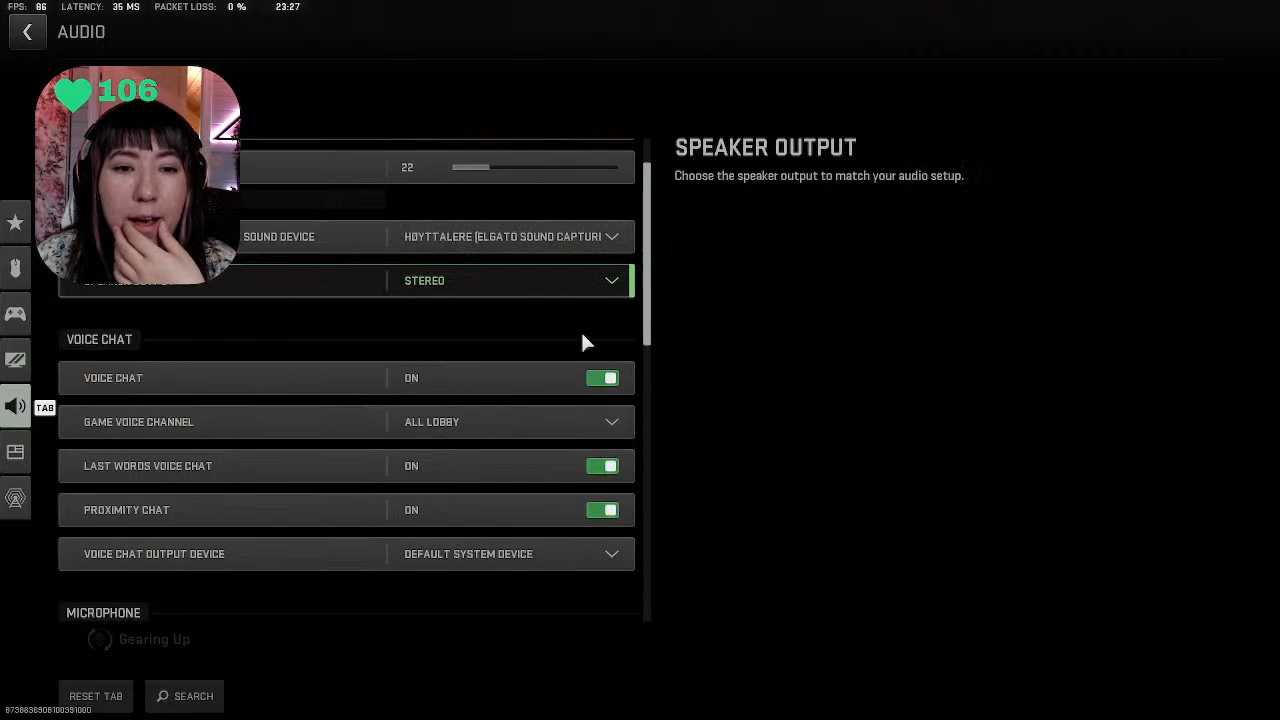 FPS: 86 LATENCY: 35 MS PACKET LOSS: 0 % 23:27
AUDIO
106
SPEAKER OUTPUT
Choose the speaker output to match your audio setup.
22
SOUND DEVICE HØYTTALERE (ELGATO SOUND CAPTURI
STEREO
VOICE CHAT
VOICE CHAT ON
TAB
GAME VOICE CHANNEL ALL LOBBY
LAST WORDS VOICE CHAT ON
PROXIMITY CHAT ON
VOICE CHAT OUTPUT DEVICE DEFAULT SYSTEM DEVICE
MICROPHONE
Gearing Up
RESET TAB SEARCH